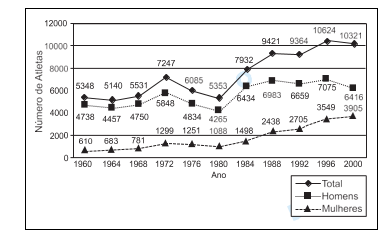 12000
10000
8000
6000
4000
2000
0
Número de Atletas
5348 5140 5531 7247 6085 5353 7932 9421 9364 10624 10321
4738 4457 4750 5848 4834 4265 6434 6983 6659 7075 6416
610 683 781 1299 1251 1088 1498 2438 2705 3549 3905
1960 1964 1968 1972 1976 1980 1984 1988 1992 1996 2000
Ano
Total
Homens
Mulheres